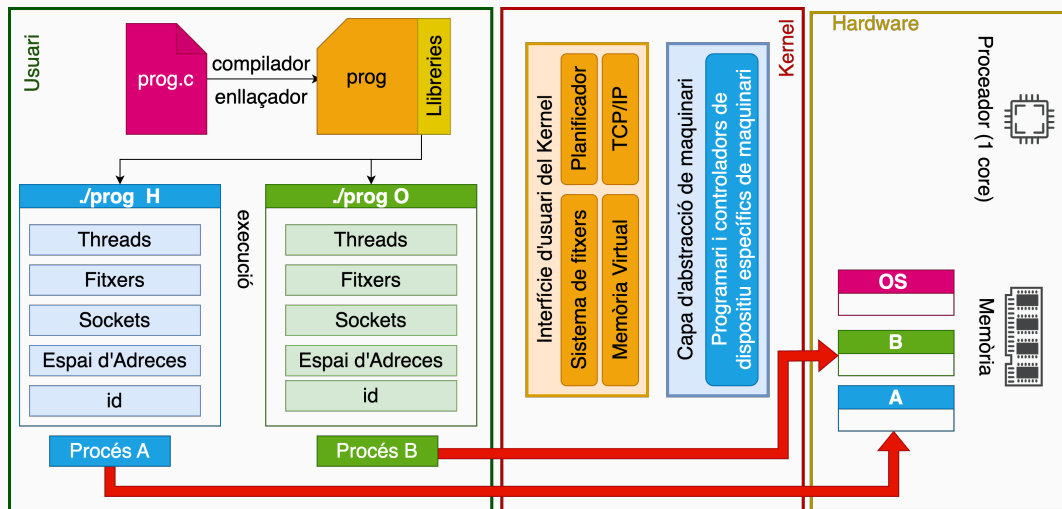 Usuari
prog.c
compilador
enllaçador
prog
Llibreries
./prog H
Threads
Fitxers
Sockets
Espai d'Adreces
id
Procés A
execució
./prog O
Threads
Fitxers
Sockets
Espai d'Adreces
id
Procés B
Kernel
Interfície d'usuari del Kernel
Planificador
TCP/IP
Sistema de fitxers
Memòria Virtual
Capa d'abstracció de maquinari
Programari i controladors de
dispositiu específics de maquinari
Hardware
Proceador (1 core)
OS
B
A
Memòria